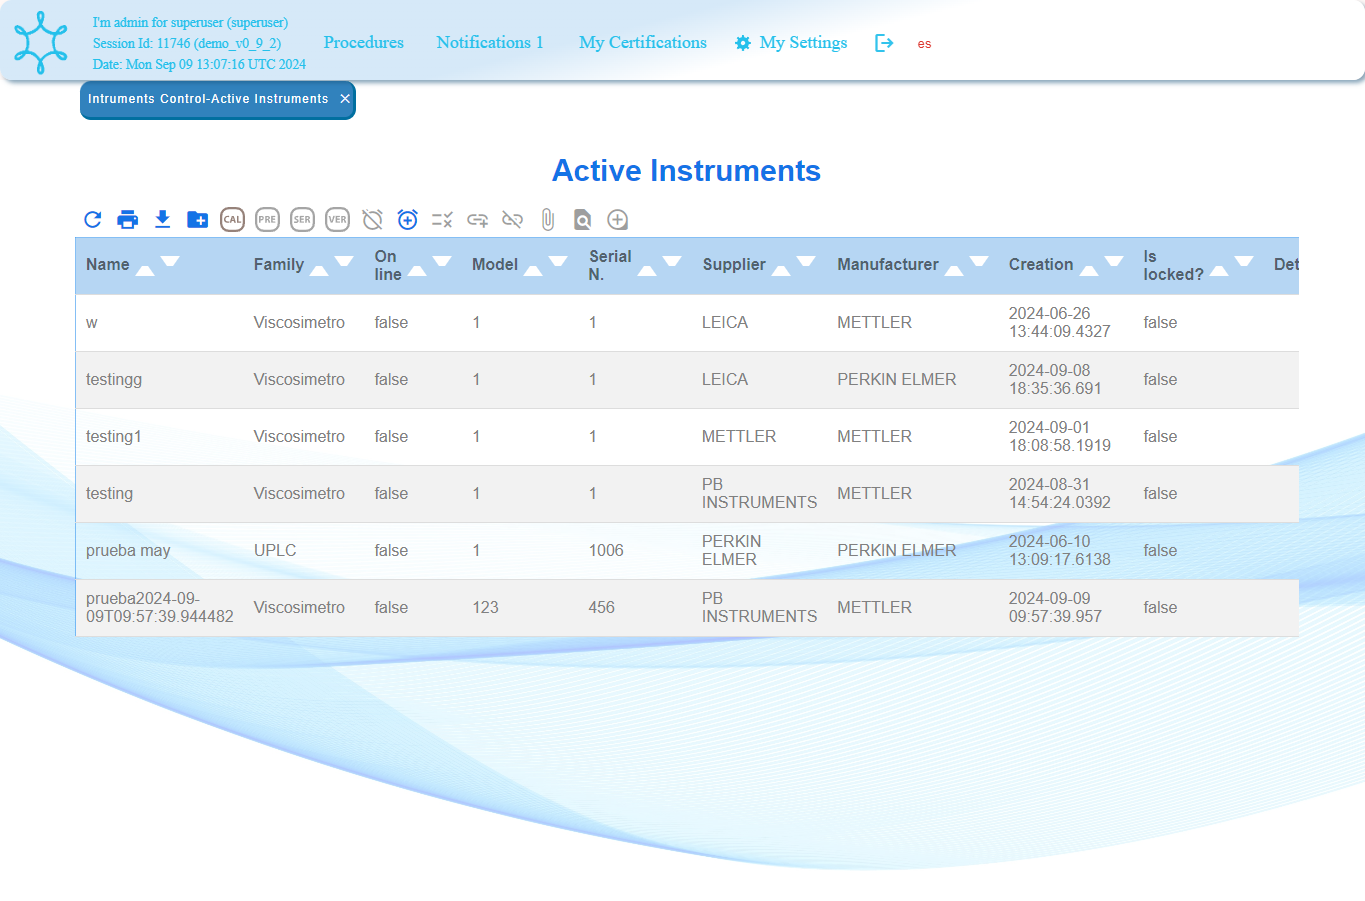 I'm admin for superuser (superuser)
Session Id: 11746 (demo_v0_9_2)
Date: Mon Sep 09 13:07:16 UTC 2024
Procedures Notifications 1 My Certifications My Settings es
Intruments Control-Active Instruments ×
Active Instruments
CAL PRE SER VER
Name Family On line Model Serial N. Supplier Manufacturer Creation Is locked? Det
w Viscosimetro false 1 1 LEICA METTLER 2024-06-26 13:44:09.4327 false
testingg Viscosimetro false 1 1 LEICA PERKIN ELMER 2024-09-08 18:35:36.691 false
testing1 Viscosimetro false 1 1 METTLER METTLER 2024-09-01 18:08:58.1919 false
testing Viscosimetro false 1 1 PB INSTRUMENTS METTLER 2024-08-31 14:54:24.0392 false
prueba may UPLC false 1 1006 PERKIN ELMER PERKIN ELMER 2024-06-10 13:09:17.6138 false
prueba2024-09-09T09:57:39.944482 Viscosimetro false 123 456 PB INSTRUMENTS METTLER 2024-09-09 09:57:39.957 false